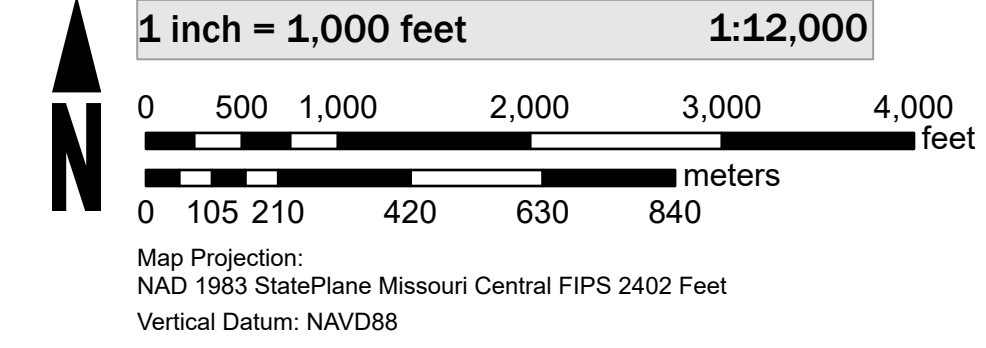 1 inch = 1,000 feet 1:12,000
0 500 1,000 2,000 3,000 4,000
feet
meters
0 105 210 420 630 840
N
Map Projection:
NAD 1983 StatePlane Missouri Central FIPS 2402 Feet
Vertical Datum: NAVD88